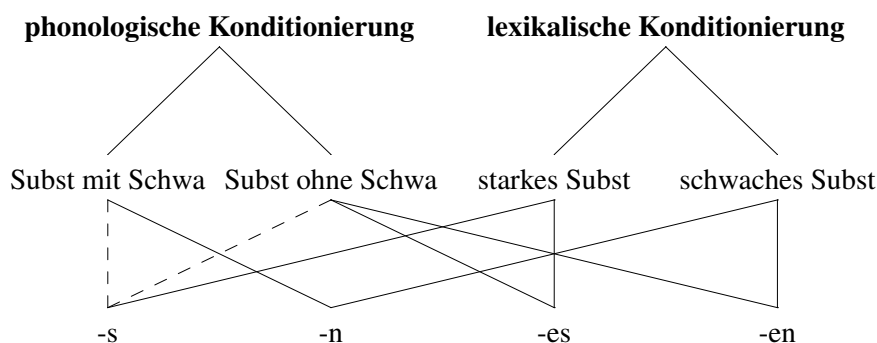 phonologische Konditionierung lexikalische Konditionierung
Subst mit Schwa Subst ohne Schwa starkes Subst schwaches Subst
-s -n -es -en